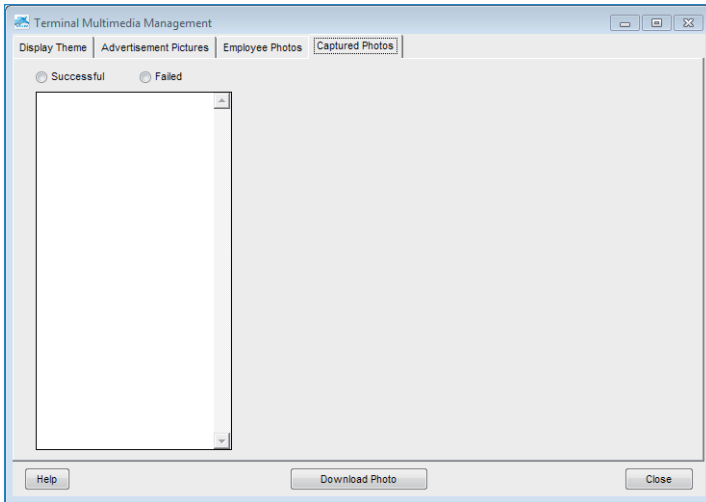 Terminal Multimedia Management
Display Theme Advertisement Pictures Employee Photos Captured Photos
Successful Failed
Help Download Photo Close